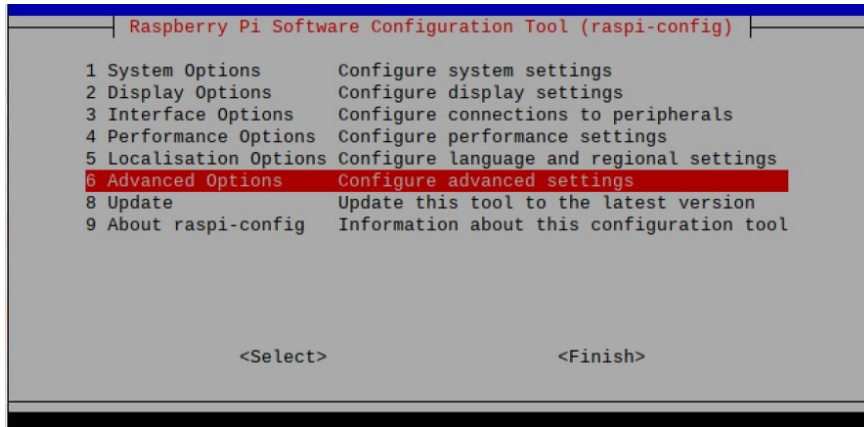 Raspberry Pi Software Configuration Tool (raspi-config)
1 System Options Configure system settings
2 Display Options Configure display settings
3 Interface Options Configure connections to peripherals
4 Performance Options Configure performance settings
5 Localisation Options Configure language and regional settings
6 Advanced Options Configure advanced settings
8 Update Update this tool to the latest version
9 About raspi-config Information about this configuration tool
<Select> <Finish>